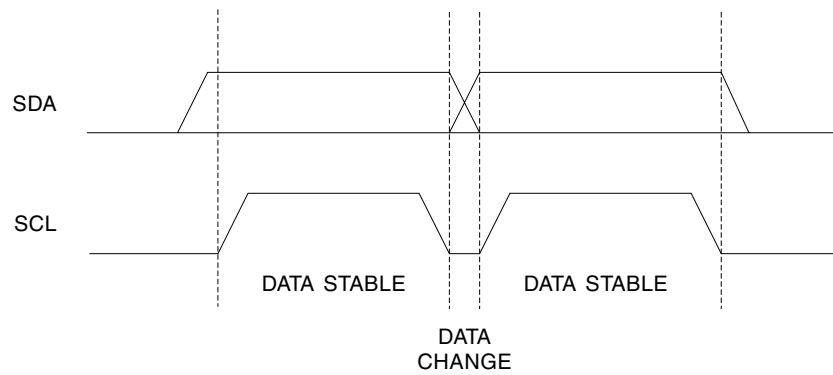 SDA
SCL
DATA STABLE
DATA STABLE
DATA
CHANGE